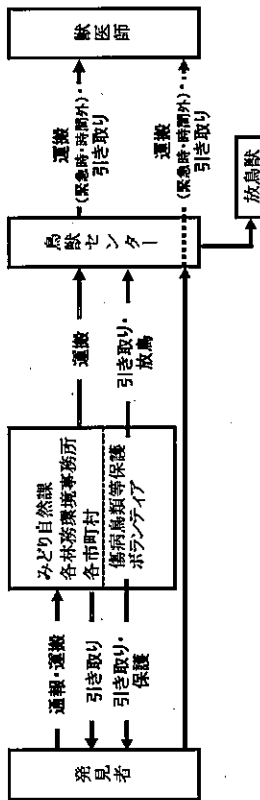 発見者
通報・運搬
引き取り
引き取り・
保護
みどり自然課
各林務環境事務所
各市町村
傷病鳥類等保護
ボランティア
運搬
引き取り・
放鳥
鳥獣センター
運搬
(緊急時・時間外)・
引き取り
運搬
(緊急時・時間外)・
引き取り
獣医師
放鳥獣